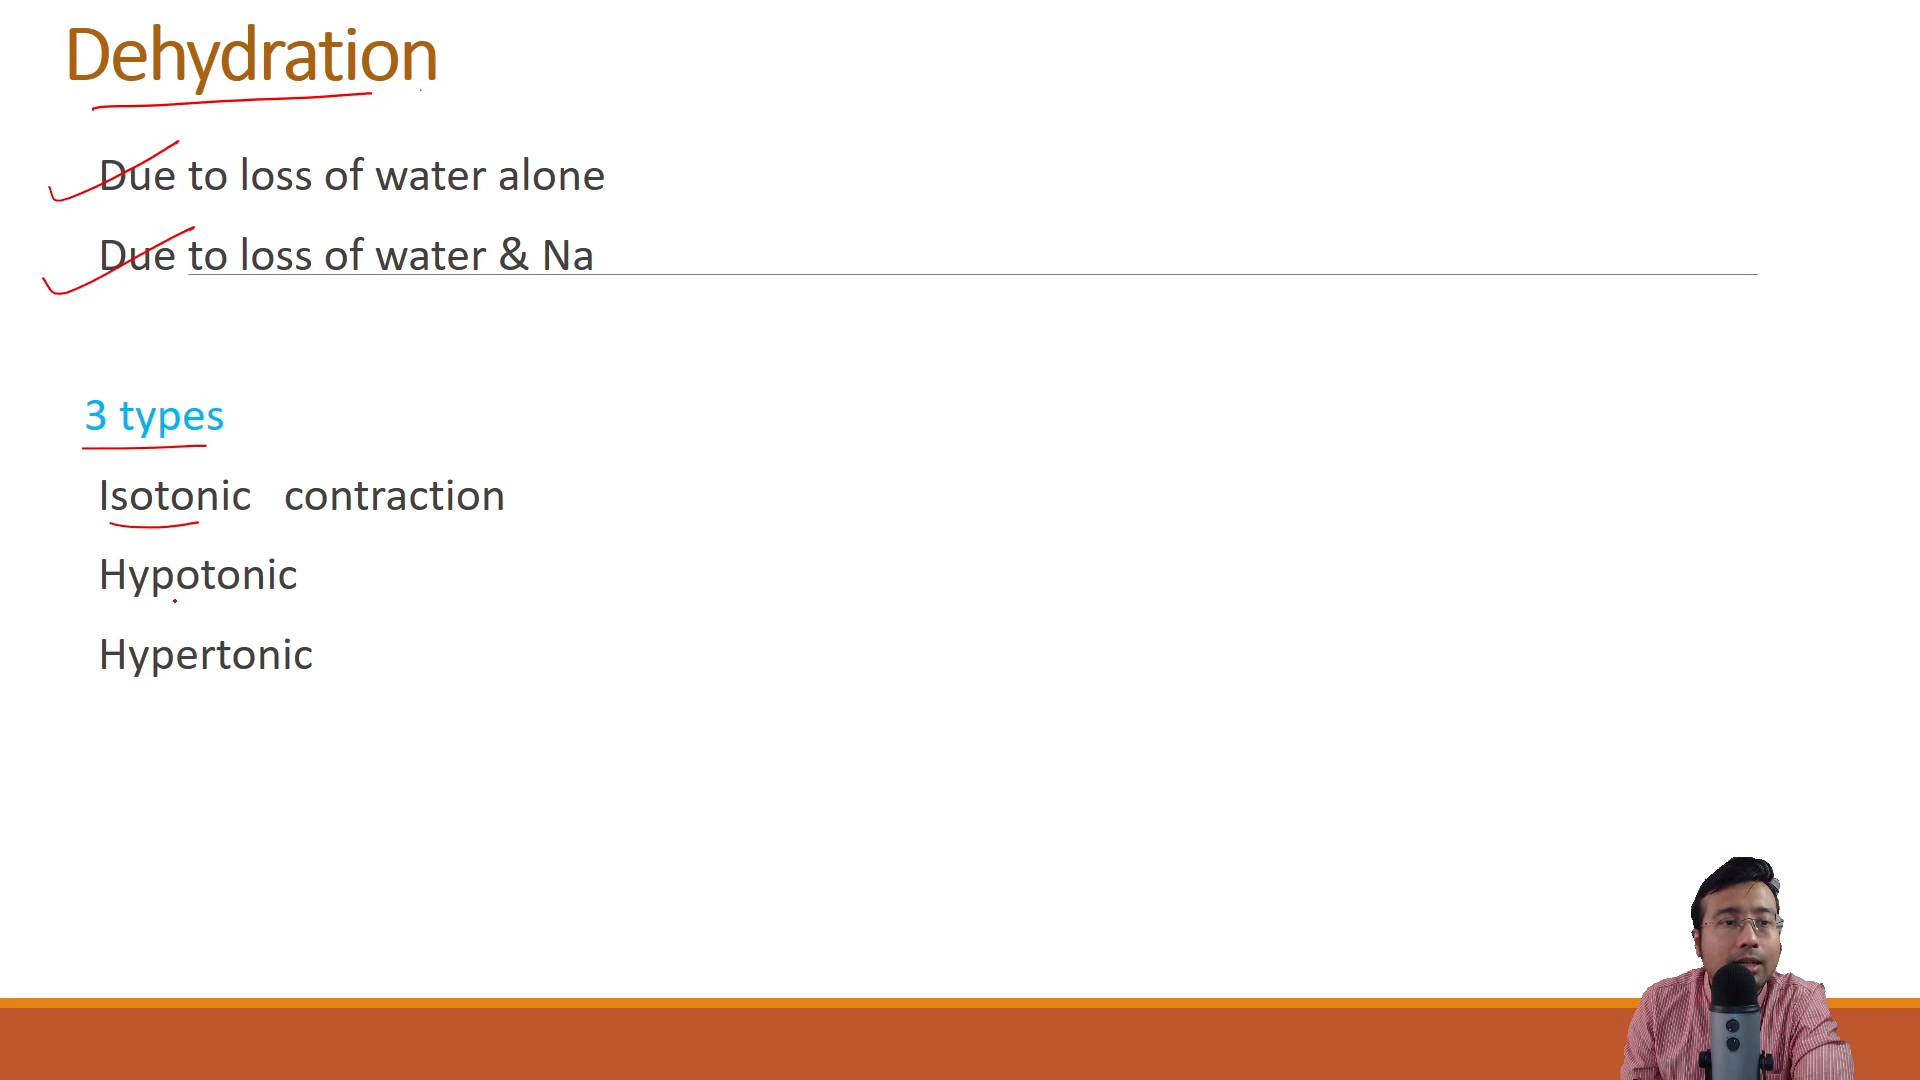 Dehydration
Due to loss of water alone
Due to loss of water & Na
3 types
Isotonic contraction
Hypotonic
Hypertonic